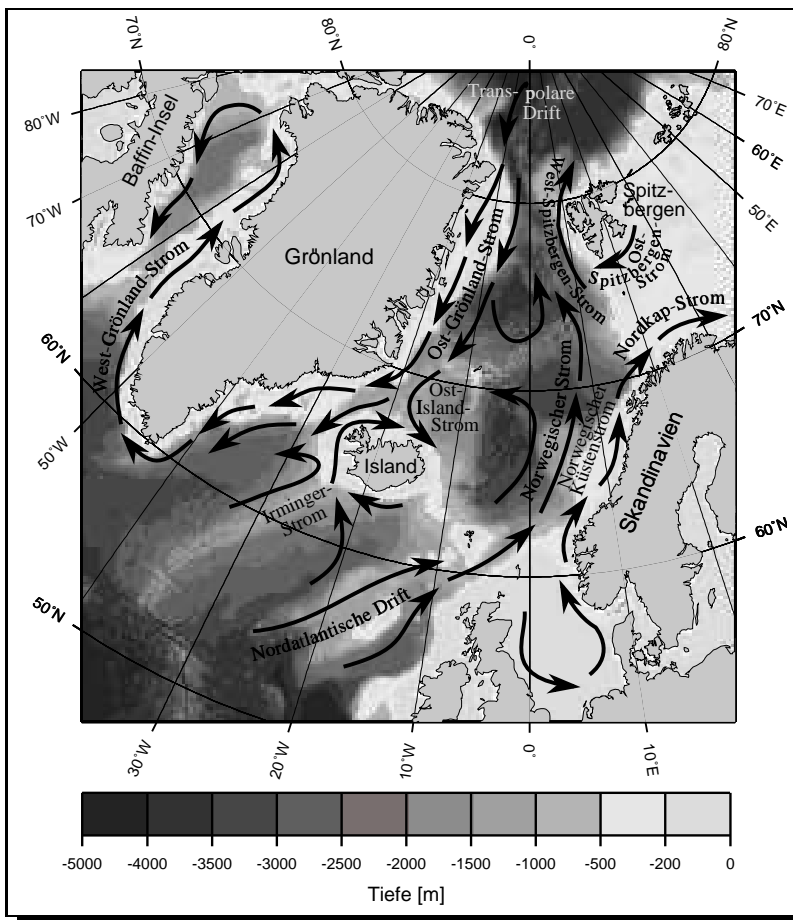 70˚N
80˚N
0˚
80˚N
80˚W
70˚E
60˚E
70˚W
50˚E
Trans- polare
Drift
Baffin-Insel
Spitz-
bergen
West-Spitzbergen-Strom
Ost-
Spitzbergen-
Strom
Grönland
West-Grönland-Strom
Ost-Grönland-Strom
Nordkap-Strom
70˚N
60˚N
50˚W
Ost-
Island-
Strom
Norwegischer Strom
Norwegischer
Küstenstrom
Skandinavien
Island
Irminger-
Strom
60˚N
50˚N
Nordatlantische Drift
30˚W
20˚W
10˚W
0˚
10˚E
-5000 -4000 -3500 -3000 -2500 -2000 -1500 -1000 -500 -200 0
Tiefe [m]